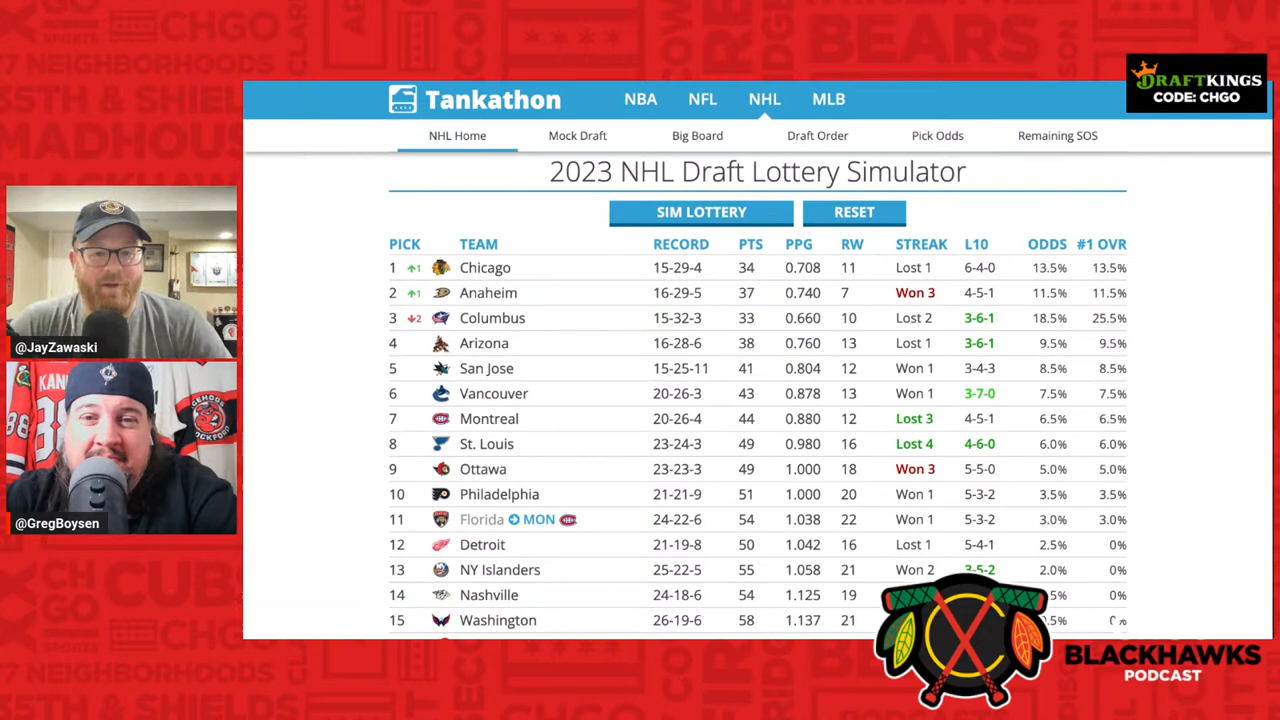 CHGO
BEARS
7 NEIGHBORHOODS
55TH & SHIELDS
MADHOUSE
CUBS
DRAFTKINGS
CODE: CHGO
Tankathon NBA NFL NHL MLB
NHL Home Mock Draft Big Board Draft Order Pick Odds Remaining SOS
2023 NHL Draft Lottery Simulator
SIM LOTTERY RESET
PICK TEAM RECORD PTS PPG RW STREAK L10 ODDS #1 OVR
1 ↑1 Chicago 15-29-4 34 0.708 11 Lost 1 6-4-0 13.5% 13.5%
2 ↑1 Anaheim 16-29-5 37 0.740 7 Won 3 4-5-1 11.5% 11.5%
3 ↓2 Columbus 15-32-3 33 0.660 10 Lost 2 3-6-1 18.5% 25.5%
4 Arizona 16-28-6 38 0.760 13 Lost 1 3-6-1 9.5% 9.5%
5 San Jose 15-25-11 41 0.804 12 Won 1 3-4-3 8.5% 8.5%
6 Vancouver 20-26-3 43 0.878 13 Won 1 3-7-0 7.5% 7.5%
7 Montreal 20-26-4 44 0.880 12 Lost 3 4-5-1 6.5% 6.5%
8 St. Louis 23-24-3 49 0.980 16 Lost 4 4-6-0 6.0% 6.0%
9 Ottawa 23-23-3 49 1.000 18 Won 3 5-5-0 5.0% 5.0%
10 Philadelphia 21-21-9 51 1.000 20 Won 1 5-3-2 3.5% 3.5%
11 Florida MON 24-22-6 54 1.038 22 Won 1 5-3-2 3.0% 3.0%
12 Detroit 21-19-8 50 1.042 16 Lost 1 5-4-1 2.5% 0%
13 NY Islanders 25-22-5 55 1.058 21 Won 2 3-5-2 2.0% 0%
14 Nashville 24-18-6 54 1.125 19 5% 0%
15 Washington 26-19-6 58 1.137 21 0.5%
@JayZawaski
KAN
88
ROCKFORD
@GregBoysen
BLACKHAWKS
PODCAST